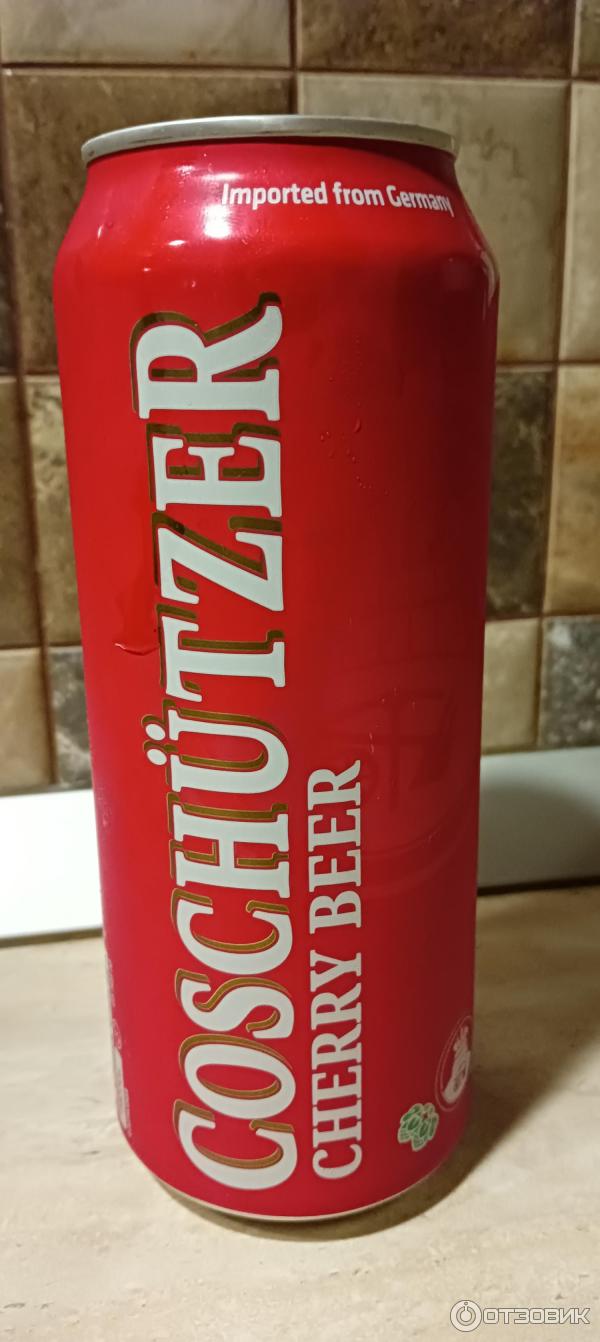 Imported from Germany
COSCHÜTZER
CHERRY BEER
ОТЗОВИК